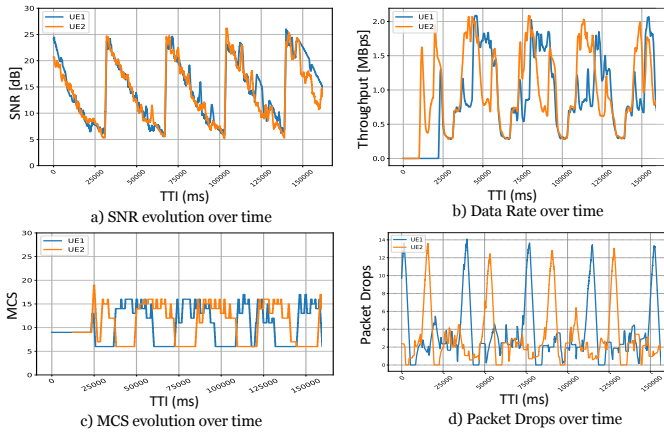 30
25
20
15
10
5
0
SNR [dB]
UE1
UE2
0
25000
50000
75000
100000
125000
150000
TTI (ms)
a) SNR evolution over time
2.0
1.5
1.0
0.5
0.0
Throughput [MBps]
UE1
UE2
0
25000
50000
75000
100000
125000
150000
TTI (ms)
b) Data Rate over time
30
25
20
15
10
5
0
MCS
UE1
UE2
0
25000
50000
75000
100000
125000
150000
TTI (ms)
c) MCS evolution over time
14
12
10
8
6
4
2
0
Packet Drops
UE1
UE2
0
25000
50000
75000
100000
125000
150000
TTI (ms)
d) Packet Drops over time